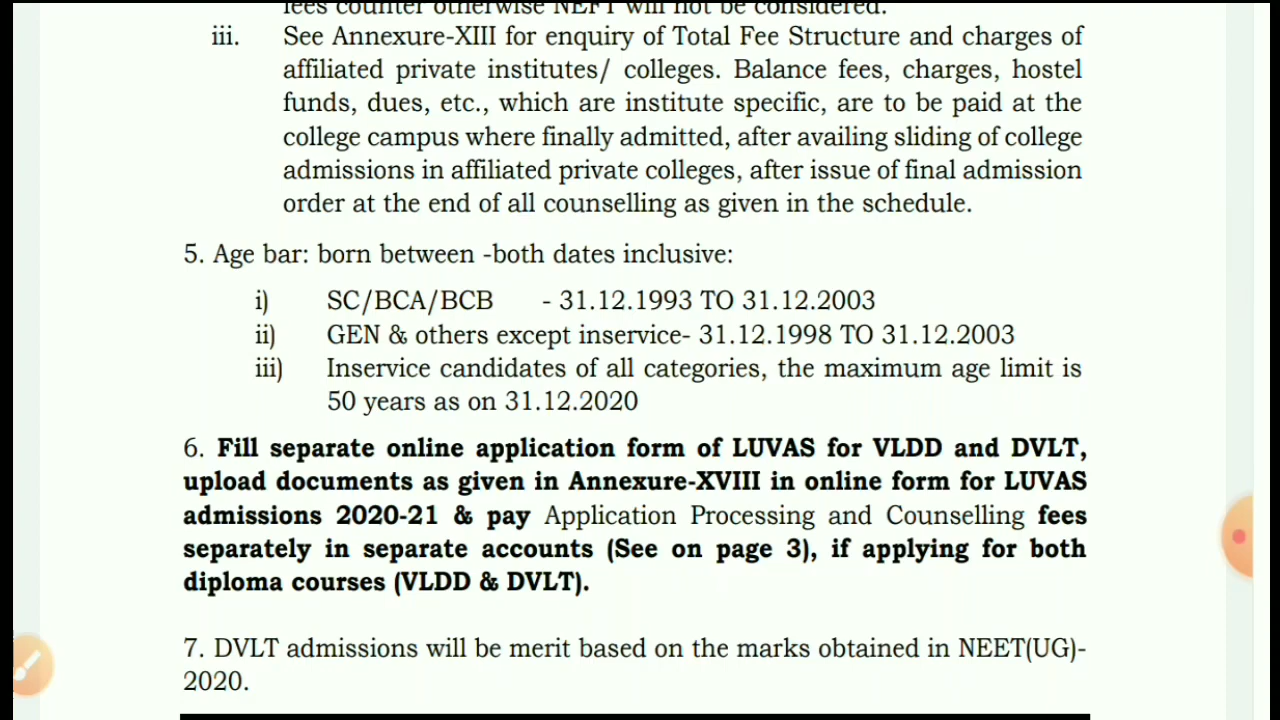 fees counter otherwise NEFT will not be considered.
iii. See Annexure-XIII for enquiry of Total Fee Structure and charges of
affiliated private institutes/ colleges. Balance fees, charges, hostel
funds, dues, etc., which are institute specific, are to be paid at the
college campus where finally admitted, after availing sliding of college
admissions in affiliated private colleges, after issue of final admission
order at the end of all counselling as given in the schedule.
5. Age bar: born between -both dates inclusive:
i) SC/BCA/BCB - 31.12.1993 TO 31.12.2003
ii) GEN & others except inservice- 31.12.1998 TO 31.12.2003
iii) Inservice candidates of all categories, the maximum age limit is
50 years as on 31.12.2020
6. Fill separate online application form of LUVAS for VLDD and DVLT,
upload documents as given in Annexure-XVIII in online form for LUVAS
admissions 2020-21 & pay Application Processing and Counselling fees
separately in separate accounts (See on page 3), if applying for both
diploma courses (VLDD & DVLT).
7. DVLT admissions will be merit based on the marks obtained in NEET(UG)-
2020.